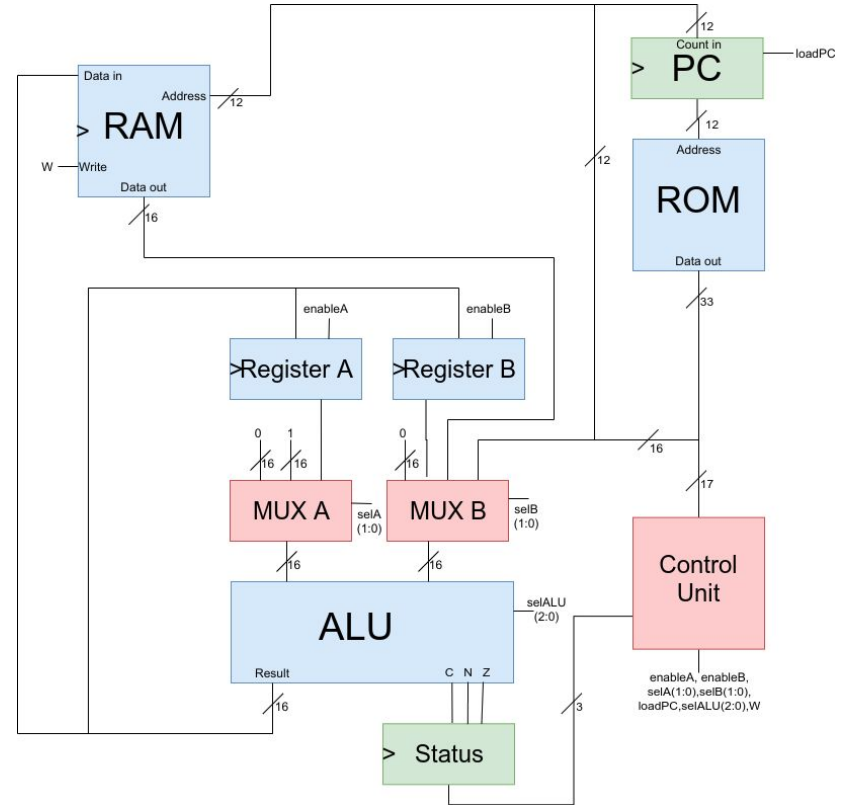 12
Count in
PC
loadPC
>
12
Data in
Address
12
RAM
>
W
Write
Data out
16
12
Address
ROM
Data out
33
enableA
enableB
>Register A
>Register B
0
1
16
16
0
16
16
17
MUX A
selA
(1:0)
MUX B
selB
(1:0)
16
16
Control
Unit
ALU
selALU
(2:0)
Result
C N Z
16
3
enableA, enableB,
selA(1:0),selB(1:0),
loadPC,selALU(2:0),W
> Status